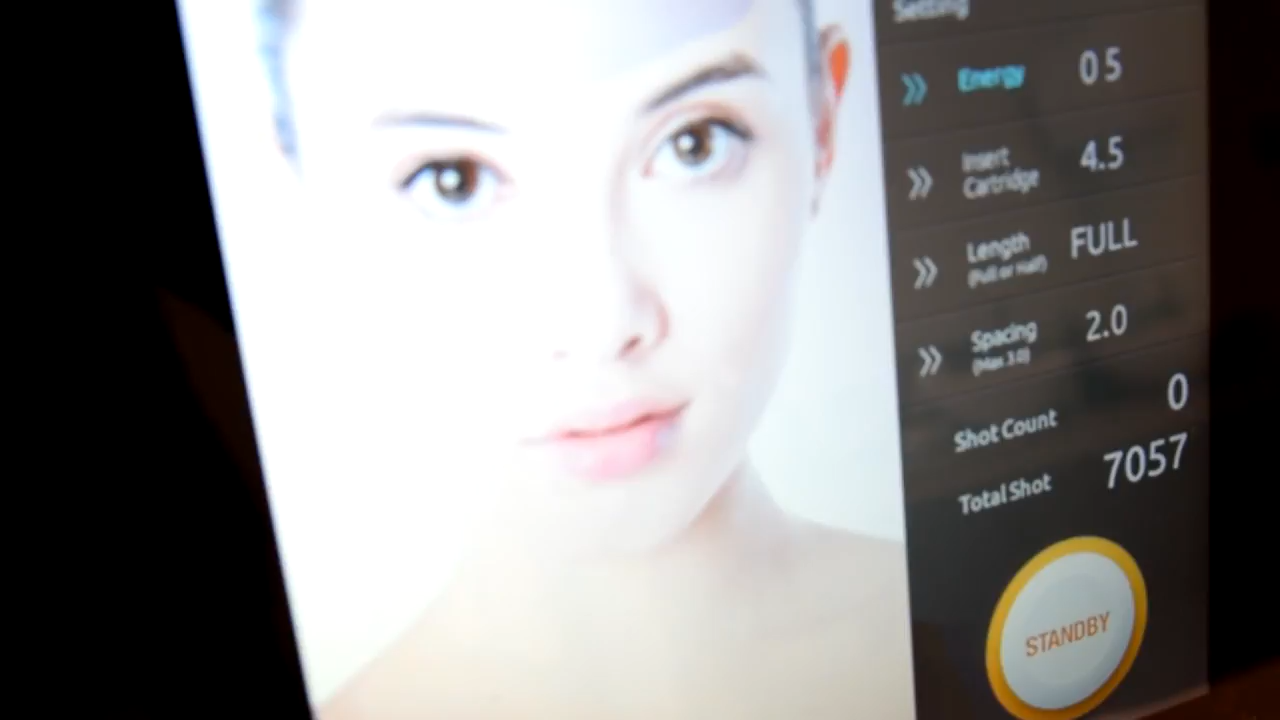 Setting
Energy 0 5
Insert
Cartridge 4.5
Length
(Full or Half) FULL
Spacing
(Max 3.0) 2.0
Shot Count 0
Total Shot 7057
STANDBY